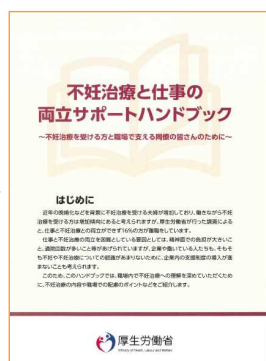 不妊治療と仕事の
両立サポートハンドブック
～不妊治療を受ける方と職場で支える同僚の皆さんのために～
はじめに
近年の晩婚化などを背景に不妊治療を受ける夫婦が増加しており、働きながら不妊
治療を受ける方は増加傾向にあると考えられますが、厚生労働省が行った調査による
と、仕事と不妊治療との両立ができず16%の方が離職をしています。
仕事と不妊治療の両立を困難としている要因としては、精神面での負担が大きいこ
と、通院回数が多いこと等があげられていますが、企業や働いている人たちも、そもそ
も不妊や不妊治療についての認識があまりないために、企業内の支援制度の導入が進
まないことも考えられます。
このため、このハンドブックでは、職場内で不妊治療への理解を深めていただくため
に、不妊治療の内容や職場での配慮のポイントなどをご紹介します。
厚生労働省
Ministry of Health, Labour and Welfare